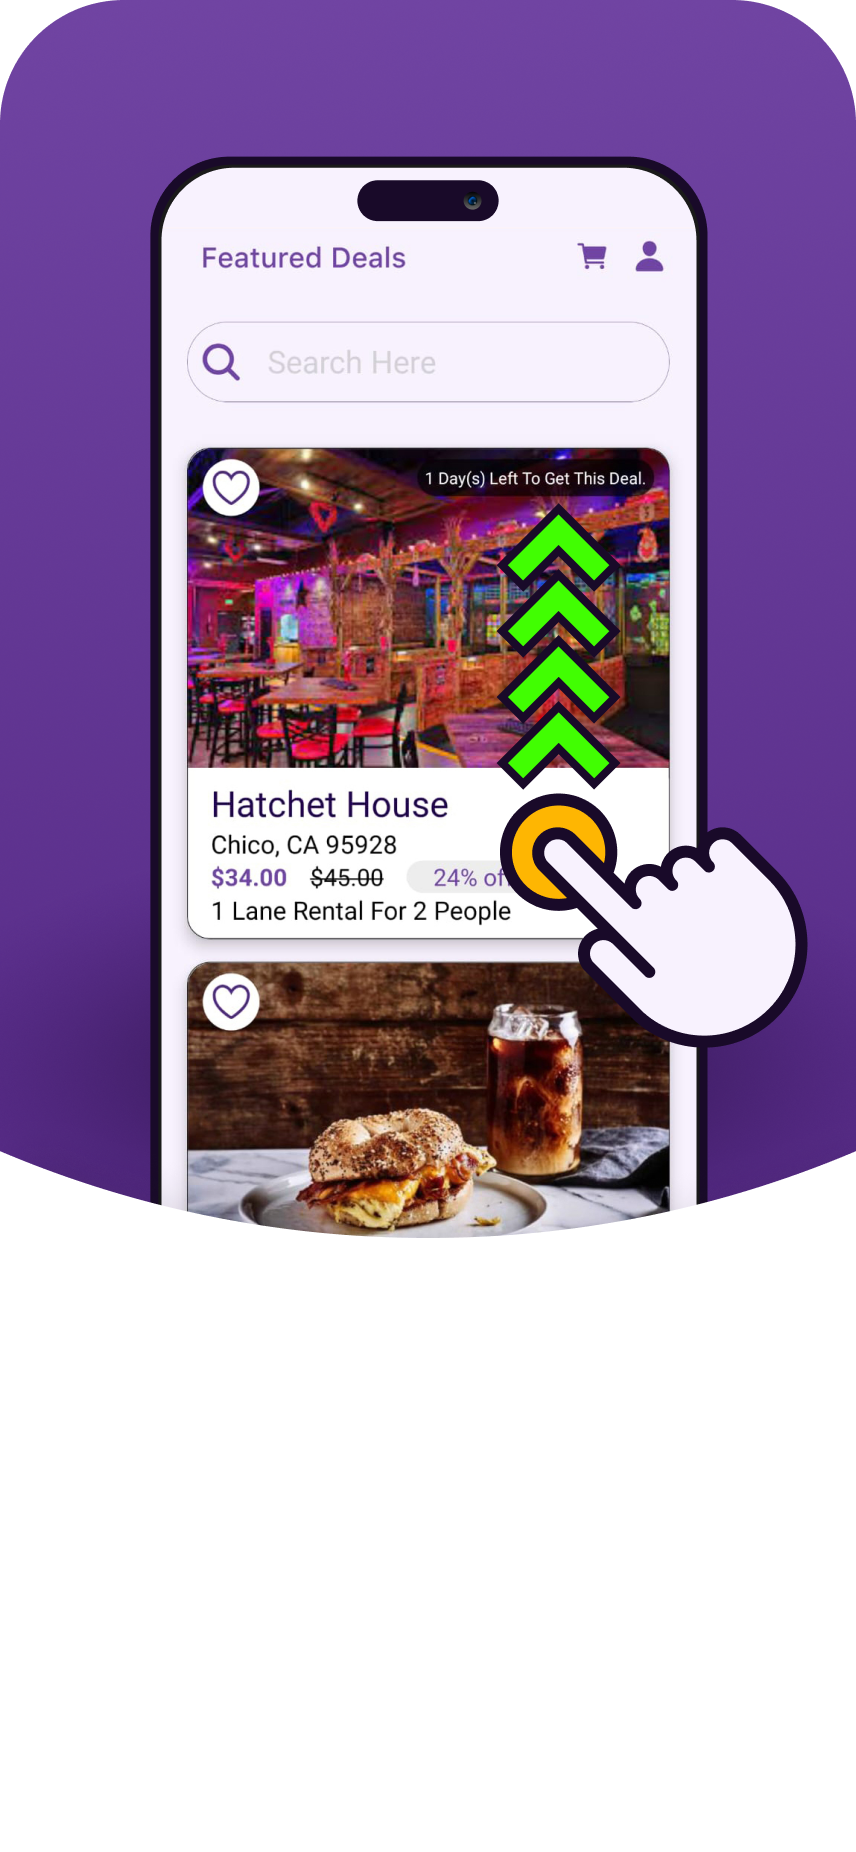 Featured Deals
Search Here
1 Day(s) Left To Get This Deal.
Hatchet House
Chico, CA 95928
$34.00 $45.00 24% of
1 Lane Rental For 2 People